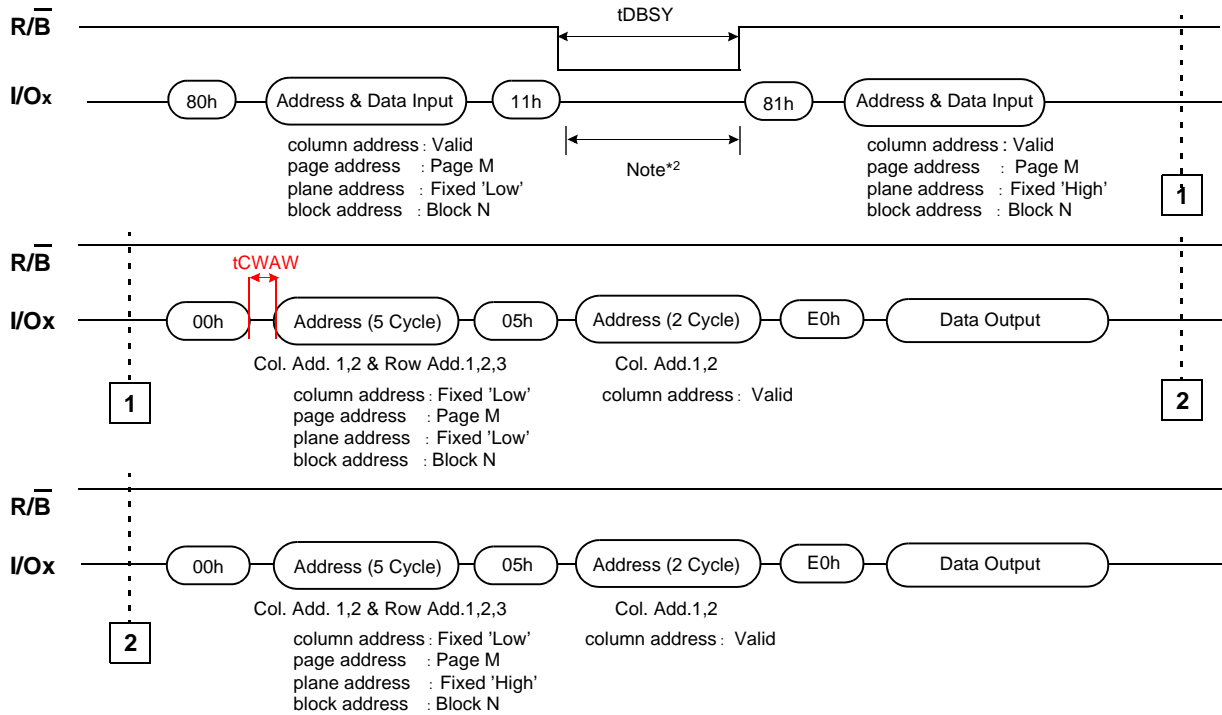 tDBSY
R/B
I/Ox
80h
Address & Data Input
11h
81h
Address & Data Input
column address : Valid
page address : Page M
plane address : Fixed 'Low'
block address : Block N
Note*2
column address : Valid
page address : Page M
plane address : Fixed 'High'
block address : Block N
1
R/B
tCWAW
I/Ox
00h
Address (5 Cycle)
05h
Address (2 Cycle)
E0h
Data Output
Col. Add. 1,2 & Row Add.1,2,3
Col. Add.1,2
column address : Fixed 'Low'
page address : Page M
plane address : Fixed 'Low'
block address : Block N
column address : Valid
1
2
R/B
I/Ox
00h
Address (5 Cycle)
05h
Address (2 Cycle)
E0h
Data Output
Col. Add. 1,2 & Row Add.1,2,3
Col. Add.1,2
column address : Fixed 'Low'
page address : Page M
plane address : Fixed 'High'
block address : Block N
column address : Valid
2